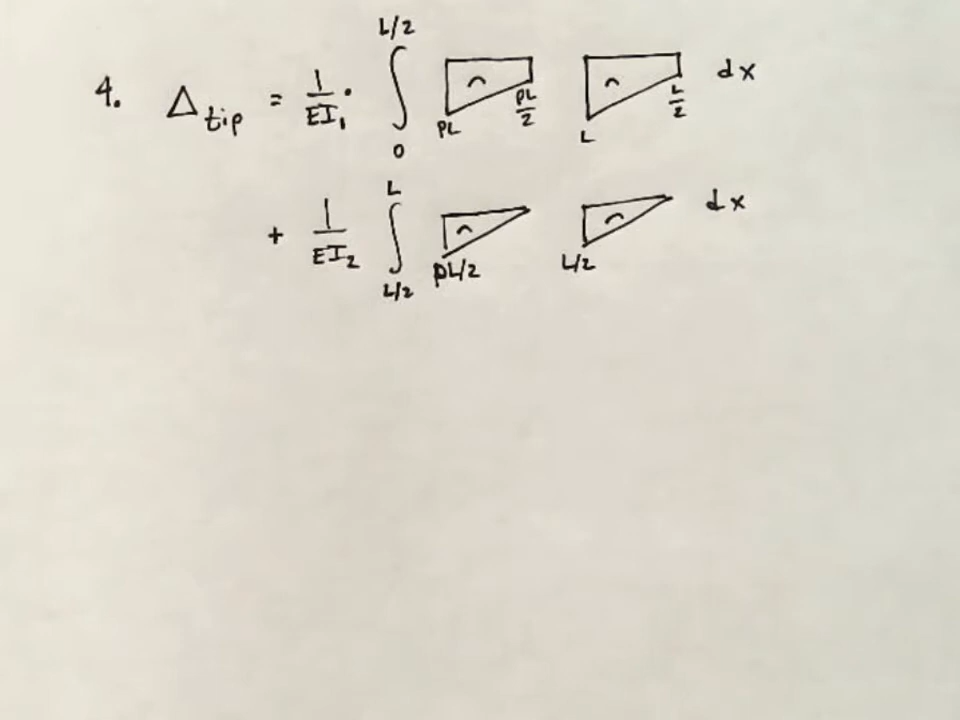 L/2
4. Δtip = 1/EI₁ · ∫ PL PL/2 L L/2 dx
0
L
+ 1/EI₂ ∫ PL/2 L/2 dx
L/2